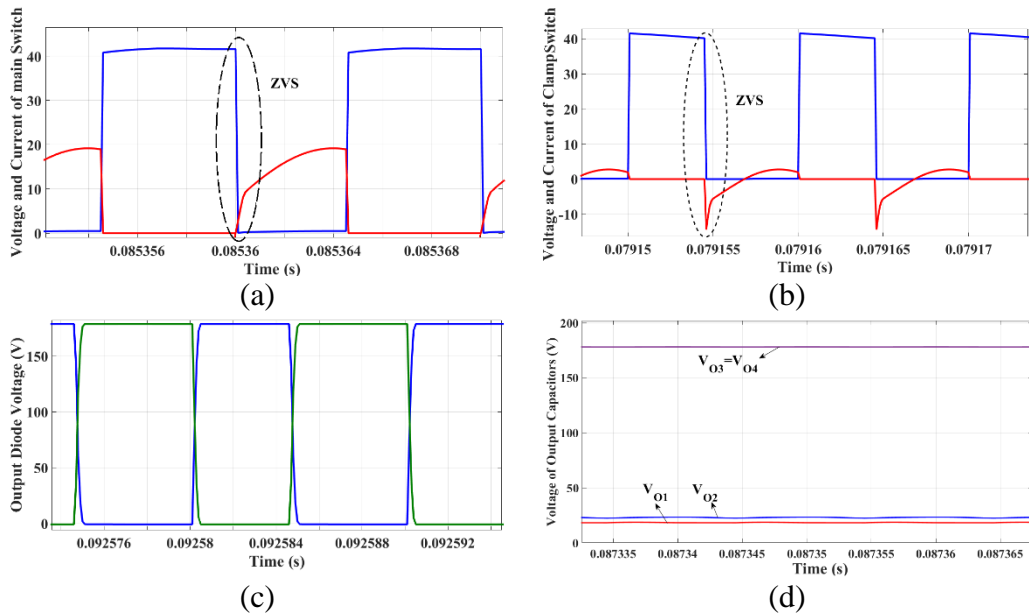 Voltage and Current of main Switch
40
30
20
10
0
ZVS
0.085356
0.08536
0.085364
0.085368
Time (s)
(a)
Voltage and Current of ClampSwitch
40
30
20
10
0
-10
ZVS
0.07915
0.079155
0.07916
0.079165
0.07917
Time (s)
(b)
Output Diode Voltage (V)
150
100
50
0
0.092576
0.09258
0.092584
0.092588
0.092592
Time (s)
(c)
Voltage of Output Capacitors (V)
200
150
100
50
0
V_O3=V_O4
V_O1
V_O2
0.087335
0.08734
0.087345
0.08735
0.087355
0.08736
0.087365
Time (s)
(d)